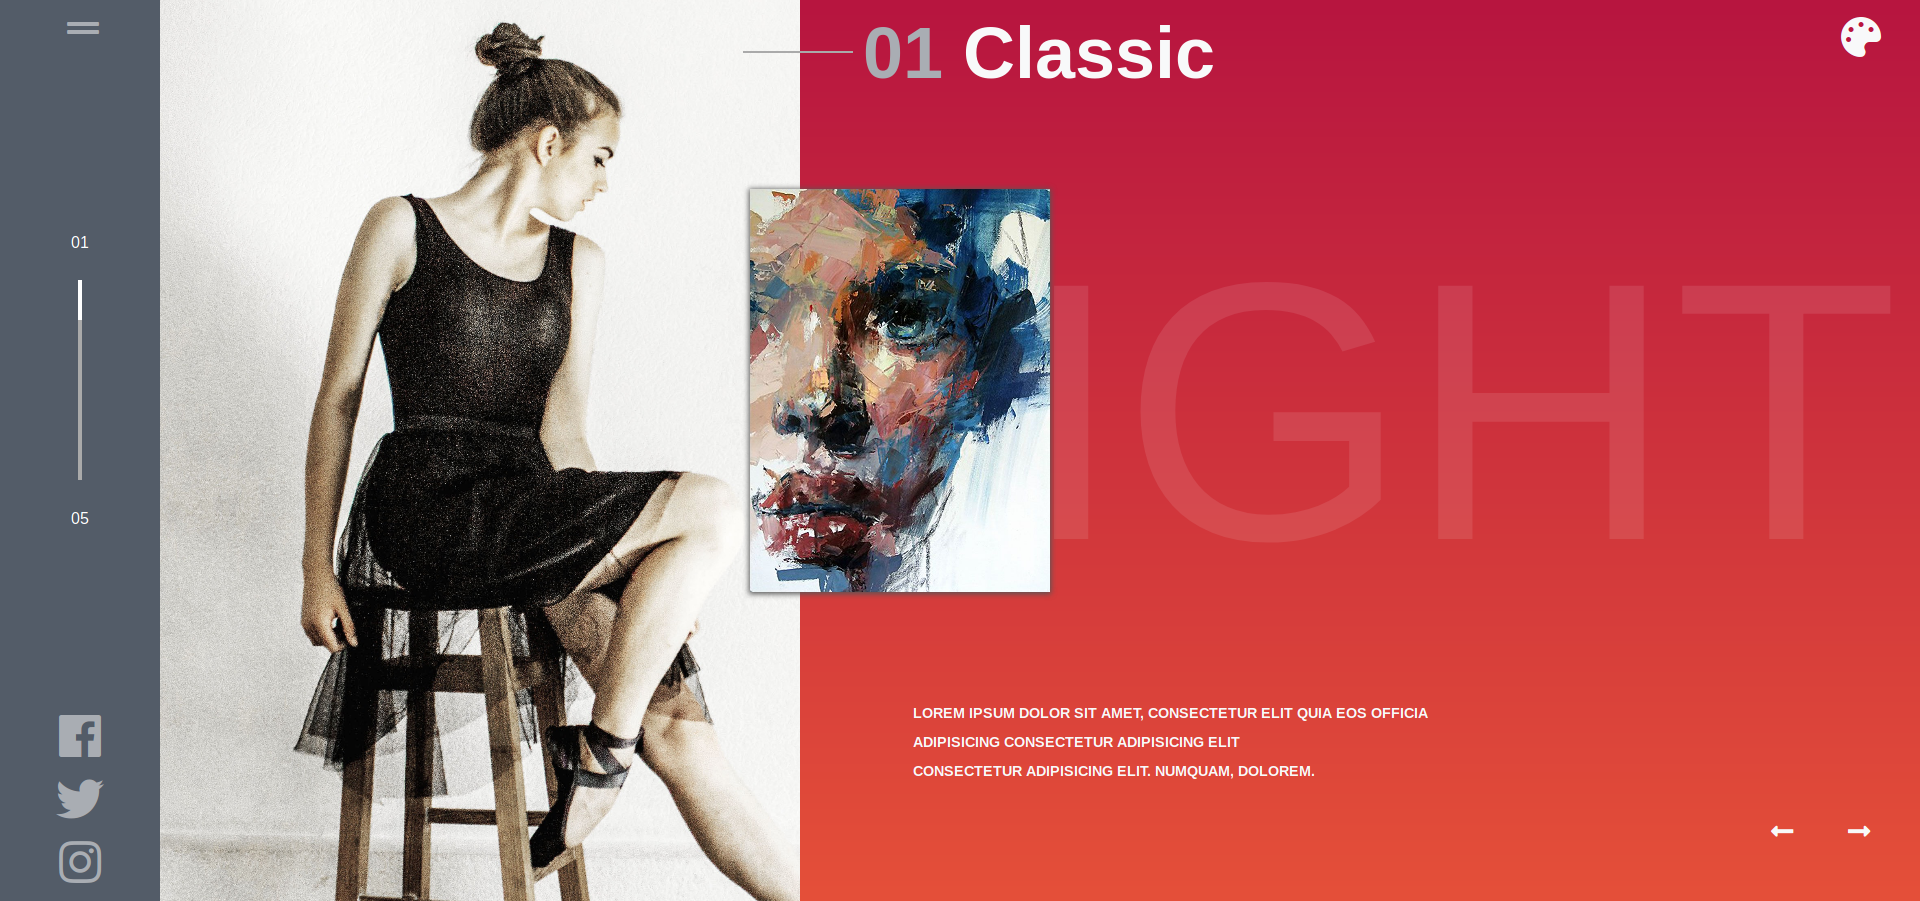 01 Classic
01
IGHT
05
LOREM IPSUM DOLOR SIT AMET, CONSECTETUR ELIT QUIA EOS OFFICIA
ADIPISICING CONSECTETUR ADIPISICING ELIT
CONSECTETUR ADIPISICING ELIT. NUMQUAM, DOLOREM.